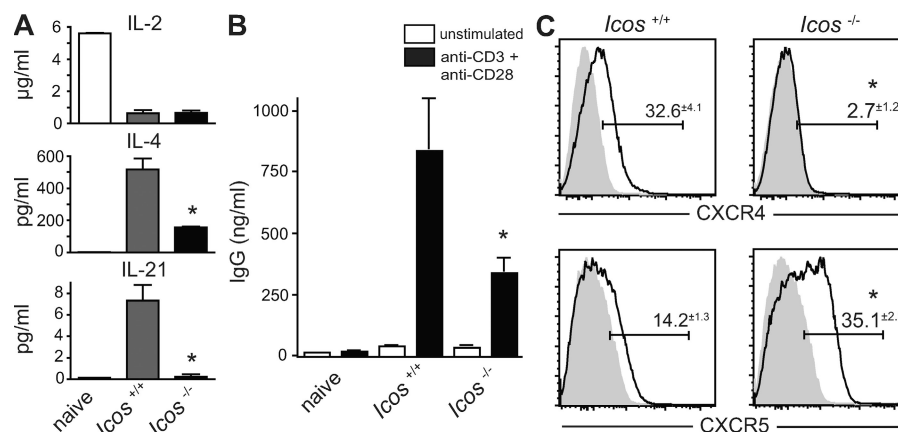 A
IL-2
6
4
2
0
µg/ml
IL-4
600
400
200
0
pg/ml
IL-21
8
6
4
2
0
pg/ml
naive
Icos +/+
Icos -/-
B
unstimulated
anti-CD3 +
anti-CD28
1000
750
500
250
0
IgG (ng/ml)
*
*
*
naive
Icos +/+
Icos -/-
C
Icos +/+
Icos -/-
32.6±4.1
*
2.7±1.2
CXCR4
14.2±1.3
*
35.1±2.
CXCR5